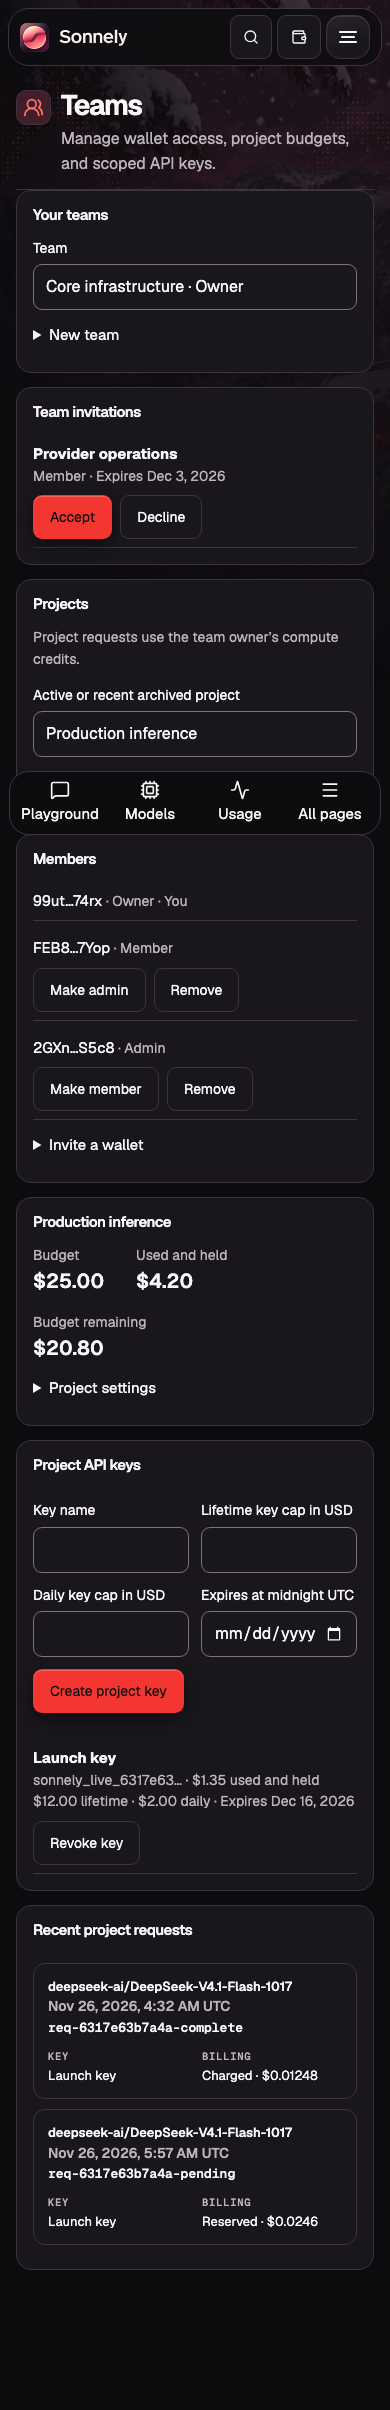 Sonnely
Teams
Manage wallet access, project budgets,
and scoped API keys.
Your teams
Team
Core infrastructure · Owner
New team
Team invitations
Provider operations
Member · Expires Dec 3, 2026
Accept
Decline
Projects
Project requests use the team owner's compute
credits.
Active or recent archived project
Production inference
Playground
Models
Usage
All pages
Members
99ut...74rx · Owner · You
FEB8...7Yop · Member
Make admin
Remove
2GXn...S5c8 · Admin
Make member
Remove
Invite a wallet
Production inference
Budget
Used and held
$25.00
$4.20
Budget remaining
$20.80
Project settings
Project API keys
Key name
Lifetime key cap in USD
Daily key cap in USD
Expires at midnight UTC
mm/dd/yyyy
Create project key
Launch key
sonnely_live_6317e63... · $1.35 used and held
$12.00 lifetime · $2.00 daily · Expires Dec 16, 2026
Revoke key
Recent project requests
deepseek-ai/DeepSeek-V4.1-Flash-1017
Nov 26, 2026, 4:32 AM UTC
req-6317e63b7a4a-complete
KEY
BILLING
Launch key
Charged · $0.01248
deepseek-ai/DeepSeek-V4.1-Flash-1017
Nov 26, 2026, 5:57 AM UTC
req-6317e63b7a4a-pending
KEY
BILLING
Launch key
Reserved · $0.0246